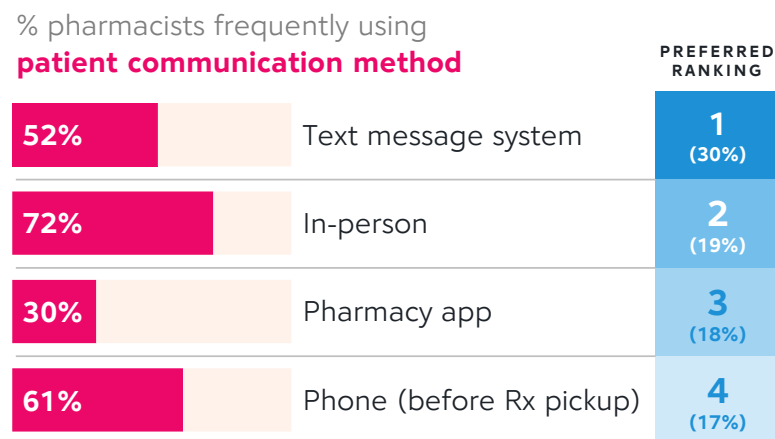 % pharmacists frequently using
patient communication method
PREFERRED
RANKING
52%
Text message system
1
(30%)
72%
In-person
2
(19%)
30%
Pharmacy app
3
(18%)
61%
Phone (before Rx pickup)
4
(17%)